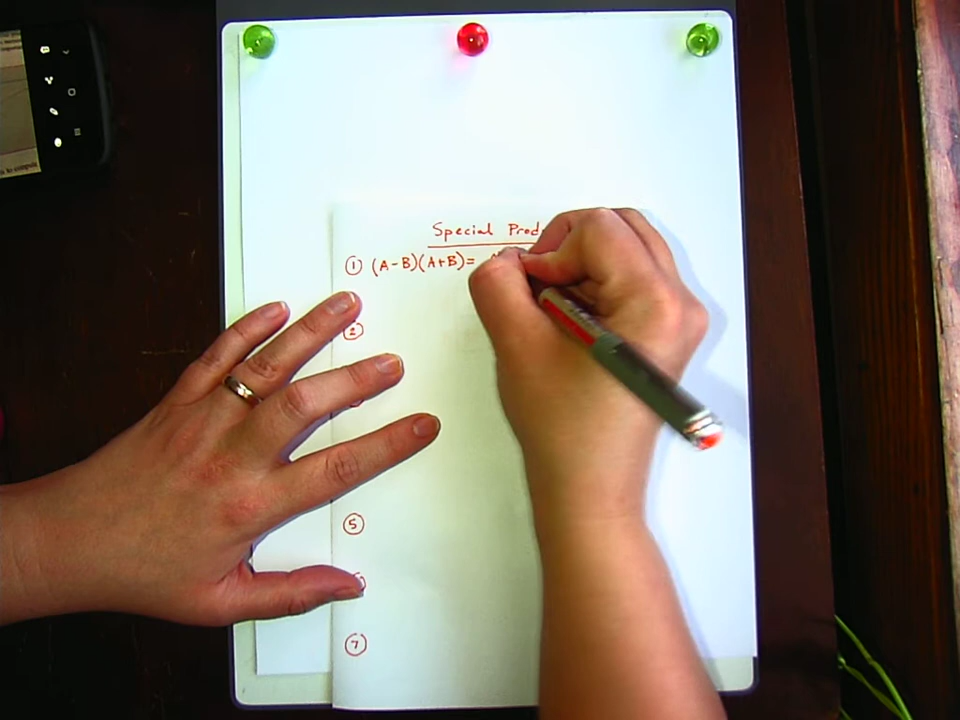 Special Prod
① (A-B)(A+B)=
②
⑤
⑦